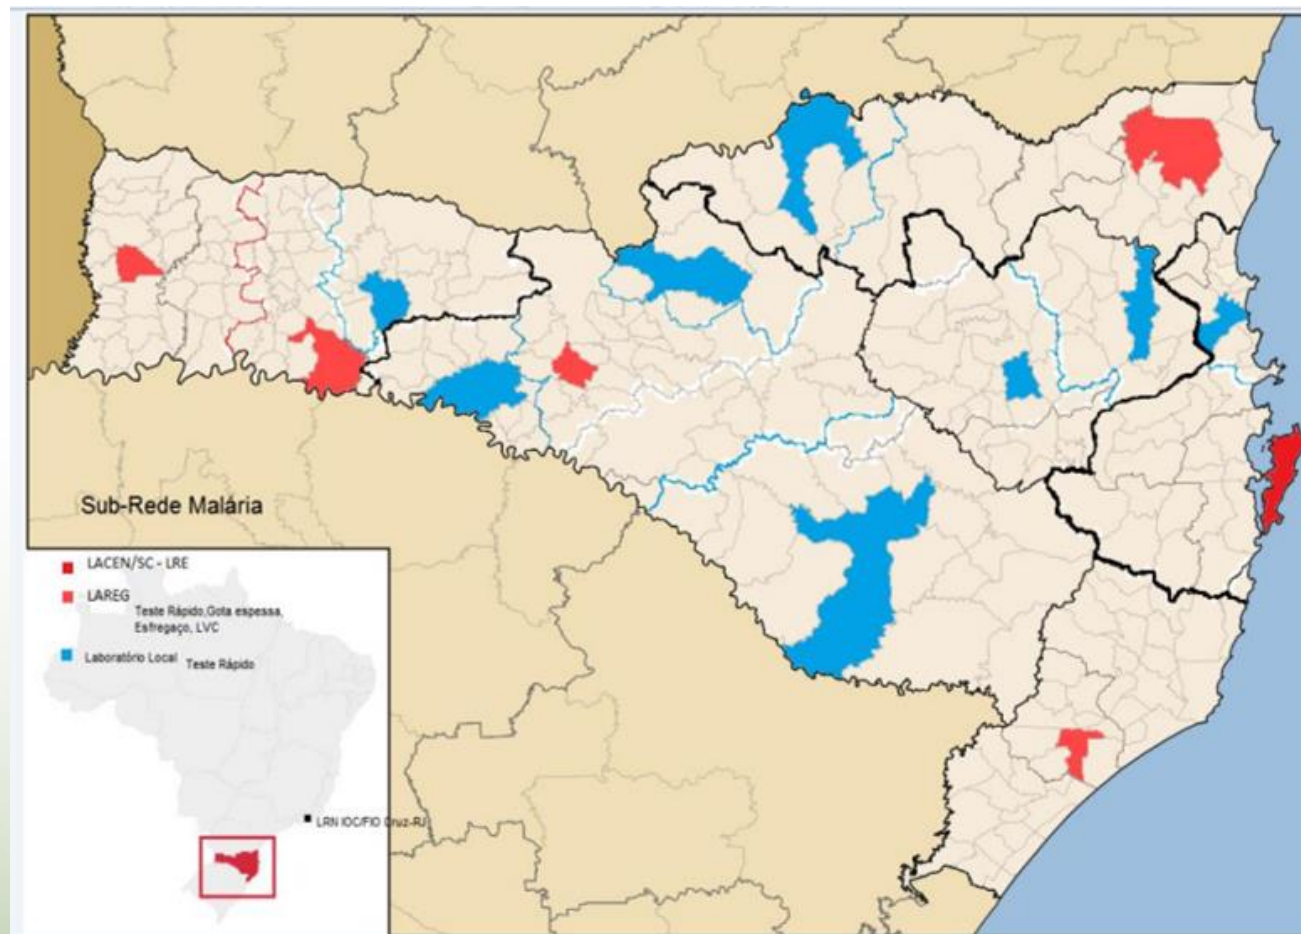 Sub-Rede Malária
LACEN/SC - LRE
LAREG
Teste Rápido,Gota espessa,
Esfregaço, LVC
Laboratório Local Teste Rápido
LRN IOC/FIO Cruz-RJ